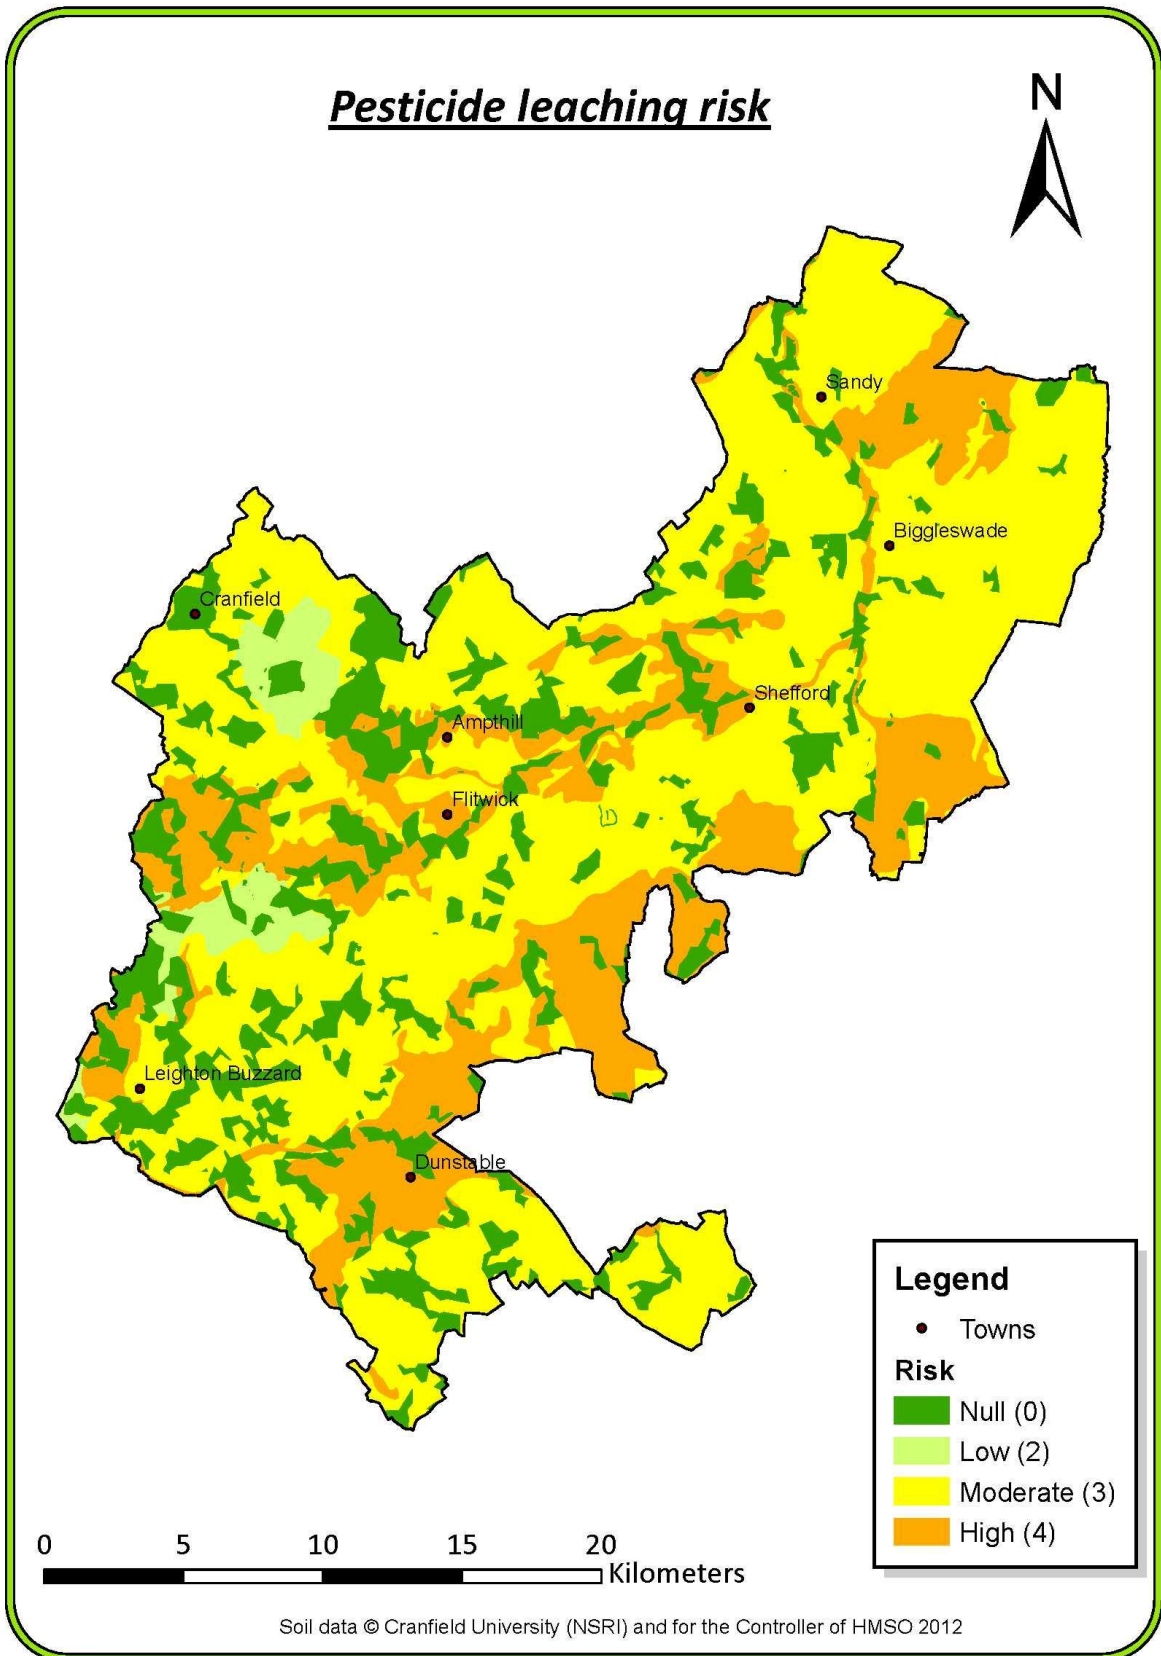 Pesticide leaching risk
N
Sandy
Biggleswade
Cranfield
Shefford
Ampthill
Flitwick
Leighton Buzzard
Dunstable
Legend
Towns
Risk
Null (0)
Low (2)
Moderate (3)
High (4)
0 5 10 15 20
Kilometers
Soil data © Cranfield University (NSRI) and for the Controller of HMSO 2012